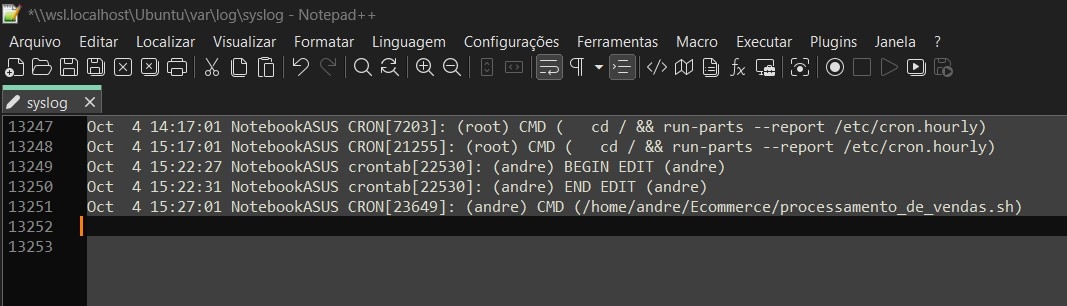 *\\wsl.localhost\Ubuntu\var\log\syslog - Notepad++
Arquivo Editar Localizar Visualizar Formatar Linguagem Configurações Ferramentas Macro Executar Plugins Janela ?
syslog
13247 Oct  4 14:17:01 NotebookASUS CRON[7203]: (root) CMD (   cd / && run-parts --report /etc/cron.hourly)
13248 Oct  4 15:17:01 NotebookASUS CRON[21255]: (root) CMD (   cd / && run-parts --report /etc/cron.hourly)
13249 Oct  4 15:22:27 NotebookASUS crontab[22530]: (andre) BEGIN EDIT (andre)
13250 Oct  4 15:22:31 NotebookASUS crontab[22530]: (andre) END EDIT (andre)
13251 Oct  4 15:27:01 NotebookASUS CRON[23649]: (andre) CMD (/home/andre/Ecommerce/processamento_de_vendas.sh)
13252
13253